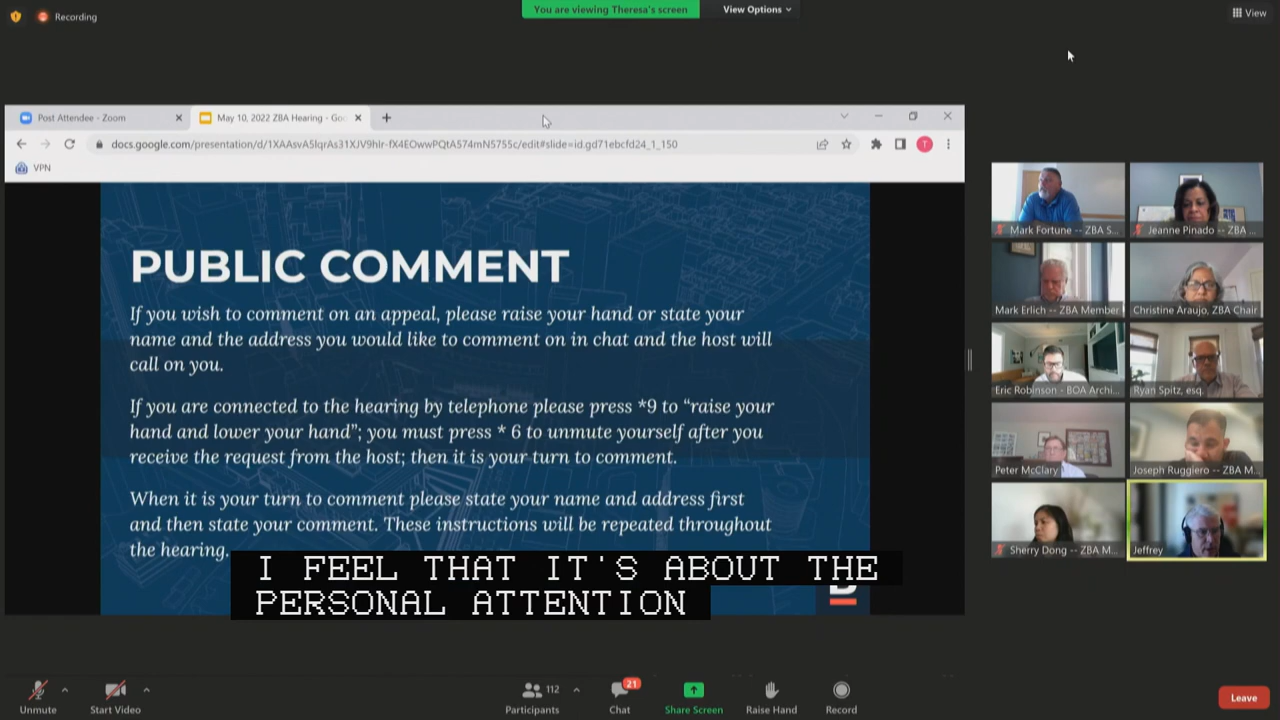 Recording
You are viewing Theresa's screen
View Options
View
Post Attendee - Zoom
May 10, 2022 ZBA Hearing - Goo
docs.google.com/presentation/d/1XAAsvA5lqrAs31XJV9hlr-fX4EOwwPQtA574mN5755c/edit#slide=id.gd71ebcfd24_1_150
T
VPN
PUBLIC COMMENT
If you wish to comment on an appeal, please raise your hand or state your
name and the address you would like to comment on in chat and the host will
call on you.
If you are connected to the hearing by telephone please press *9 to “raise your
hand and lower your hand”; you must press * 6 to unmute yourself after you
receive the request from the host; then it is your turn to comment.
When it is your turn to comment please state your name and address first
and then state your comment. These instructions will be repeated throughout
the hearing.
I FEEL THAT IT'S ABOUT THE
PERSONAL ATTENTION
B
Mark Fortune -- ZBA S...
Jeanne Pinado -- ZBA ...
Mark Erlich -- ZBA Member
Christine Araujo, ZBA Chair
Eric Robinson - BOA Archi...
Ryan Spitz, esq.
Peter McClary
Joseph Ruggiero -- ZBA M...
Sherry Dong -- ZBA M...
Jeffrey
Unmute
Start Video
112
Participants
21
Chat
Share Screen
Raise Hand
Record
Leave